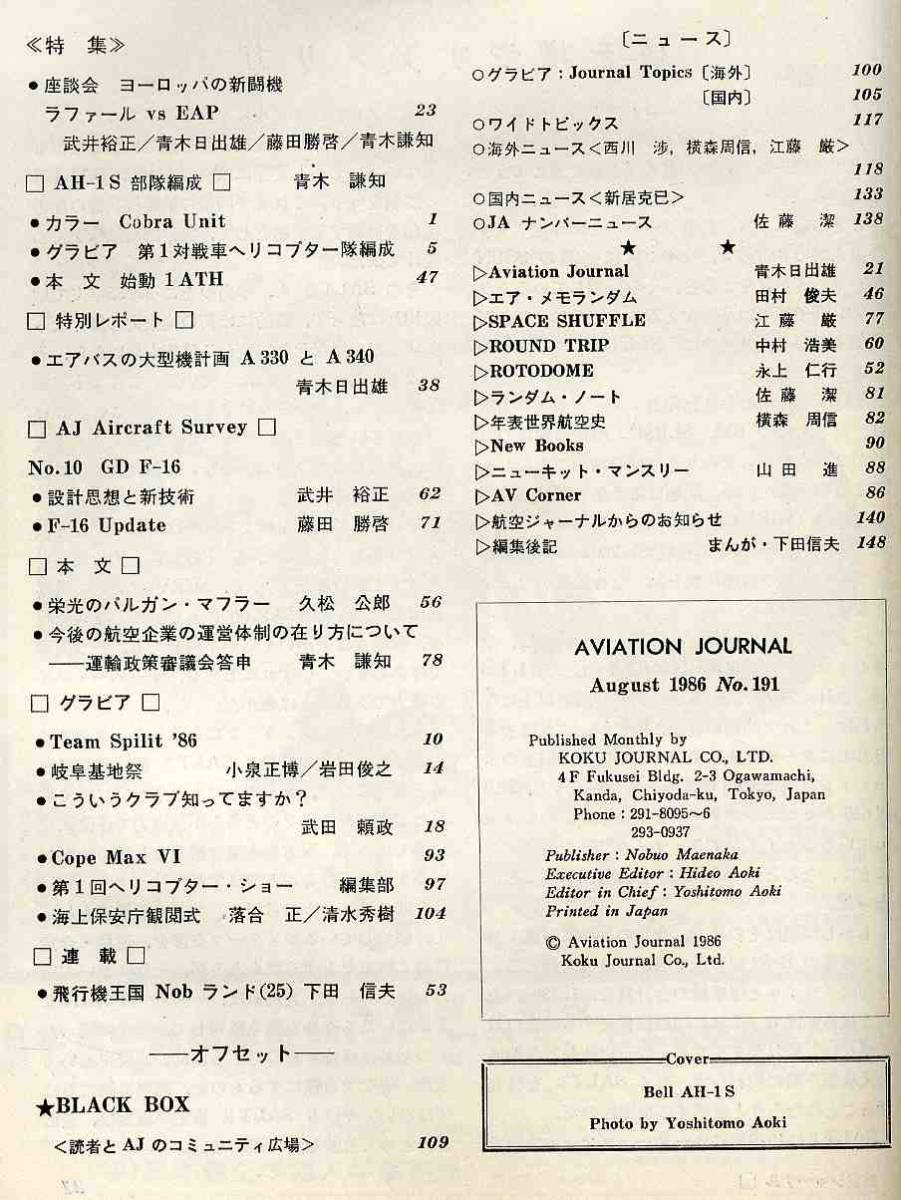 ≪特 集≫
● 座談会 ヨーロッパの新闘機
ラファール vs EAP 23
武井裕正／青木日出雄／藤田勝啓／青木謙知
□ AH-1S 部隊編成 □ 青木 謙知
● カラー Cobra Unit 1
● グラビア 第1対戦車ヘリコプター隊編成 5
● 本 文 始動 1 ATH 47
□ 特別レポート □
● エアバスの大型機計画 A 330 と A 340
青木日出雄 38
□ AJ Aircraft Survey □
No.10 GD F-16
● 設計思想と新技術 武井 裕正 62
● F-16 Update 藤田 勝啓 71
□ 本 文 □
● 栄光のバルガン・マフラー 久松 公郎 56
● 今後の航空企業の運営体制の在り方について
——運輸政策審議会答申 青木 謙知 78
□ グラビア □
● Team Spilit '86 10
● 岐阜基地祭 小泉正博／岩田俊之 14
● こういうクラブ知ってますか？
武田 頼政 18
● Cope Max VI 93
● 第1回ヘリコプター・ショー 編集部 97
● 海上保安庁観閲式 落合 正／清水秀樹 104
□ 連 載 □
● 飛行機王国 Nob ランド(25) 下田 信夫 53
——オフセット——
★BLACK BOX
＜読者と AJ のコミュニティ広場＞ 109
〔ニュース〕
○グラビア：Journal Topics〔海外〕 100
〔国内〕 105
○ワイドトピックス 117
○海外ニュース＜西川 渉，横森周信，江藤 厳＞
118
○国内ニュース＜新居克巳＞ 133
○JA ナンバーニュース 佐藤 潔 138
★ ★
▷Aviation Journal 青木日出雄 21
▷エア・メモランダム 田村 俊夫 46
▷SPACE SHUFFLE 江藤 厳 77
▷ROUND TRIP 中村 浩美 60
▷ROTODOME 永上 仁行 52
▷ランダム・ノート 佐藤 潔 81
▷年表世界航空史 横森 周信 82
▷New Books 90
▷ニューキット・マンスリー 山田 進 88
▷AV Corner 86
▷航空ジャーナルからのお知らせ 140
▷編集後記 まんが・下田信夫 148
AVIATION JOURNAL
August 1986 No. 191
Published Monthly by
KOKU JOURNAL CO., LTD.
4 F Fukusei Bldg. 2-3 Ogawamachi,
Kanda, Chiyoda-ku, Tokyo, Japan
Phone : 291-8095～6
293-0937
Publisher : Nobuo Maenaka
Executive Editor : Hideo Aoki
Editor in Chief : Yoshitomo Aoki
Printed in Japan
© Aviation Journal 1986
Koku Journal Co., Ltd.
Cover
Bell AH-1S
Photo by Yoshitomo Aoki